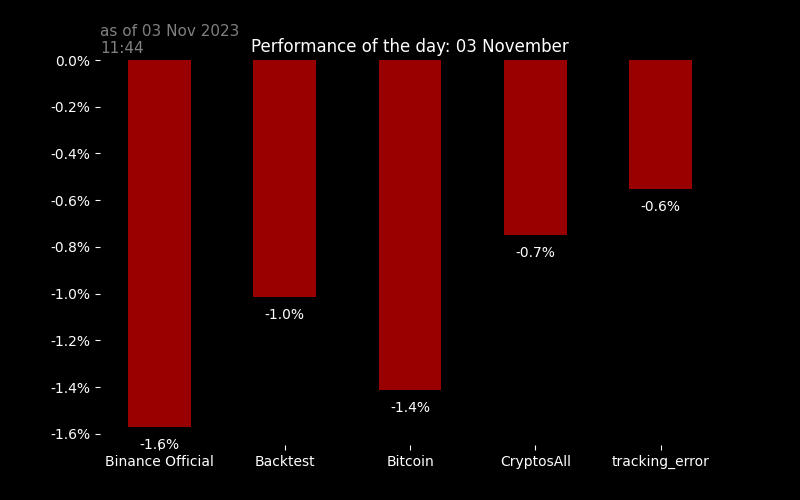 as of 03 Nov 2023
11:44
Performance of the day: 03 November
0.0%
-0.2%
-0.4%
-0.6%
-0.8%
-1.0%
-1.2%
-1.4%
-1.6%
-1.6%
-1.0%
-1.4%
-0.7%
-0.6%
Binance Official
Backtest
Bitcoin
CryptosAll
tracking_error